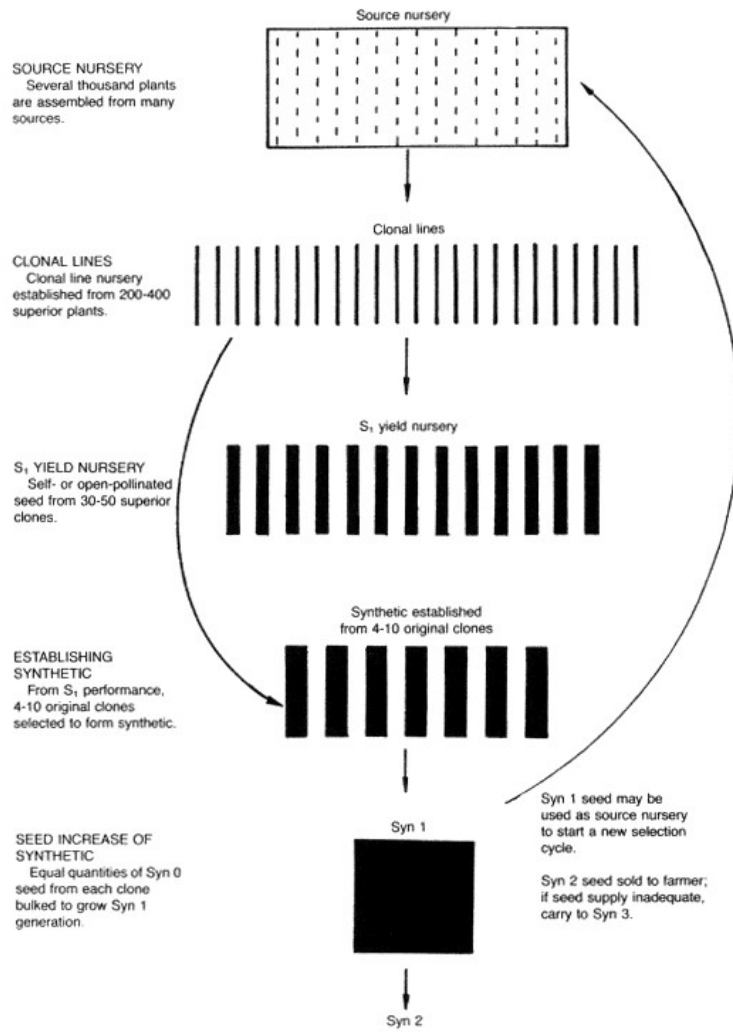 Source nursery
SOURCE NURSERY
Several thousand plants
are assembled from many
sources.
Clonal lines
CLONAL LINES
Clonal line nursery
established from 200-400
superior plants.
S₁ yield nursery
S₁ YIELD NURSERY
Self- or open-pollinated
seed from 30-50 superior
clones.
Synthetic established
from 4-10 original clones
ESTABLISHING
SYNTHETIC
From S₁ performance,
4-10 original clones
selected to form synthetic.
Syn 1
SEED INCREASE OF
SYNTHETIC
Equal quantities of Syn 0
seed from each clone
bulked to grow Syn 1
generation.
Syn 1 seed may be
used as source nursery
to start a new selection
cycle.
Syn 2 seed sold to farmer;
if seed supply inadequate,
carry to Syn 3.
Syn 2